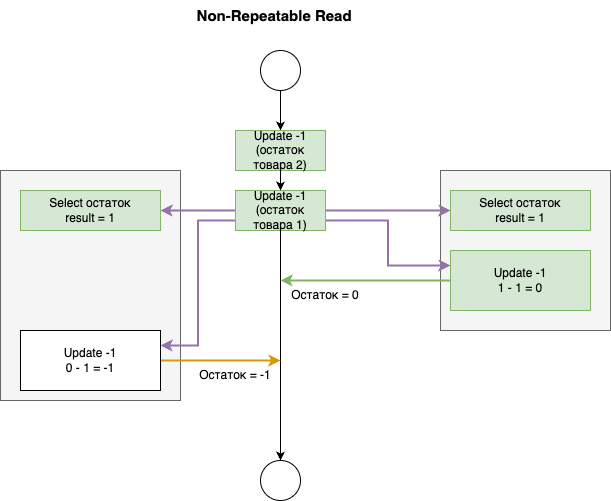 Non-Repeatable Read
Update -1
(остаток
товара 2)
Select остаток
result = 1
Update -1
(остаток
товара 1)
Select остаток
result = 1
Update -1
1 - 1 = 0
Остаток = 0
Update -1
0 - 1 = -1
Остаток = -1